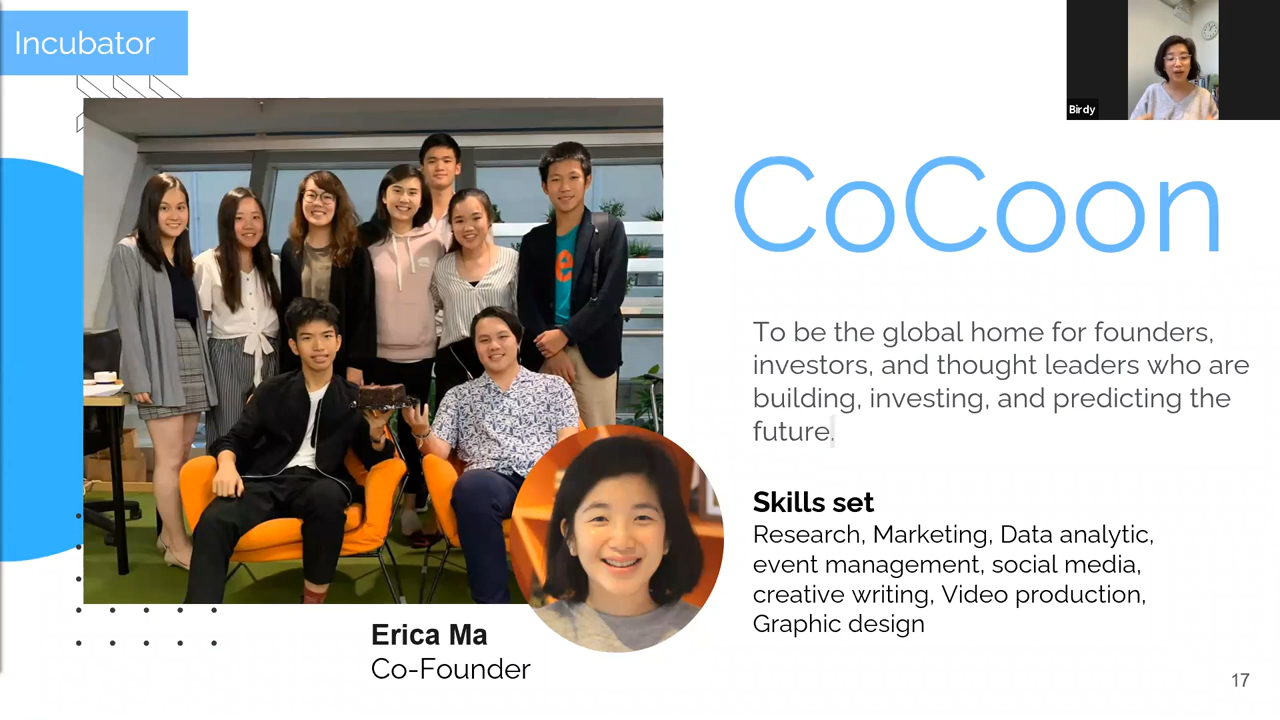 Incubator
Birdy
CoCoon
To be the global home for founders,
investors, and thought leaders who are
building, investing, and predicting the
future.
Skills set
Research, Marketing, Data analytic,
event management, social media,
creative writing, Video production,
Graphic design
e
Erica Ma
Co-Founder
17